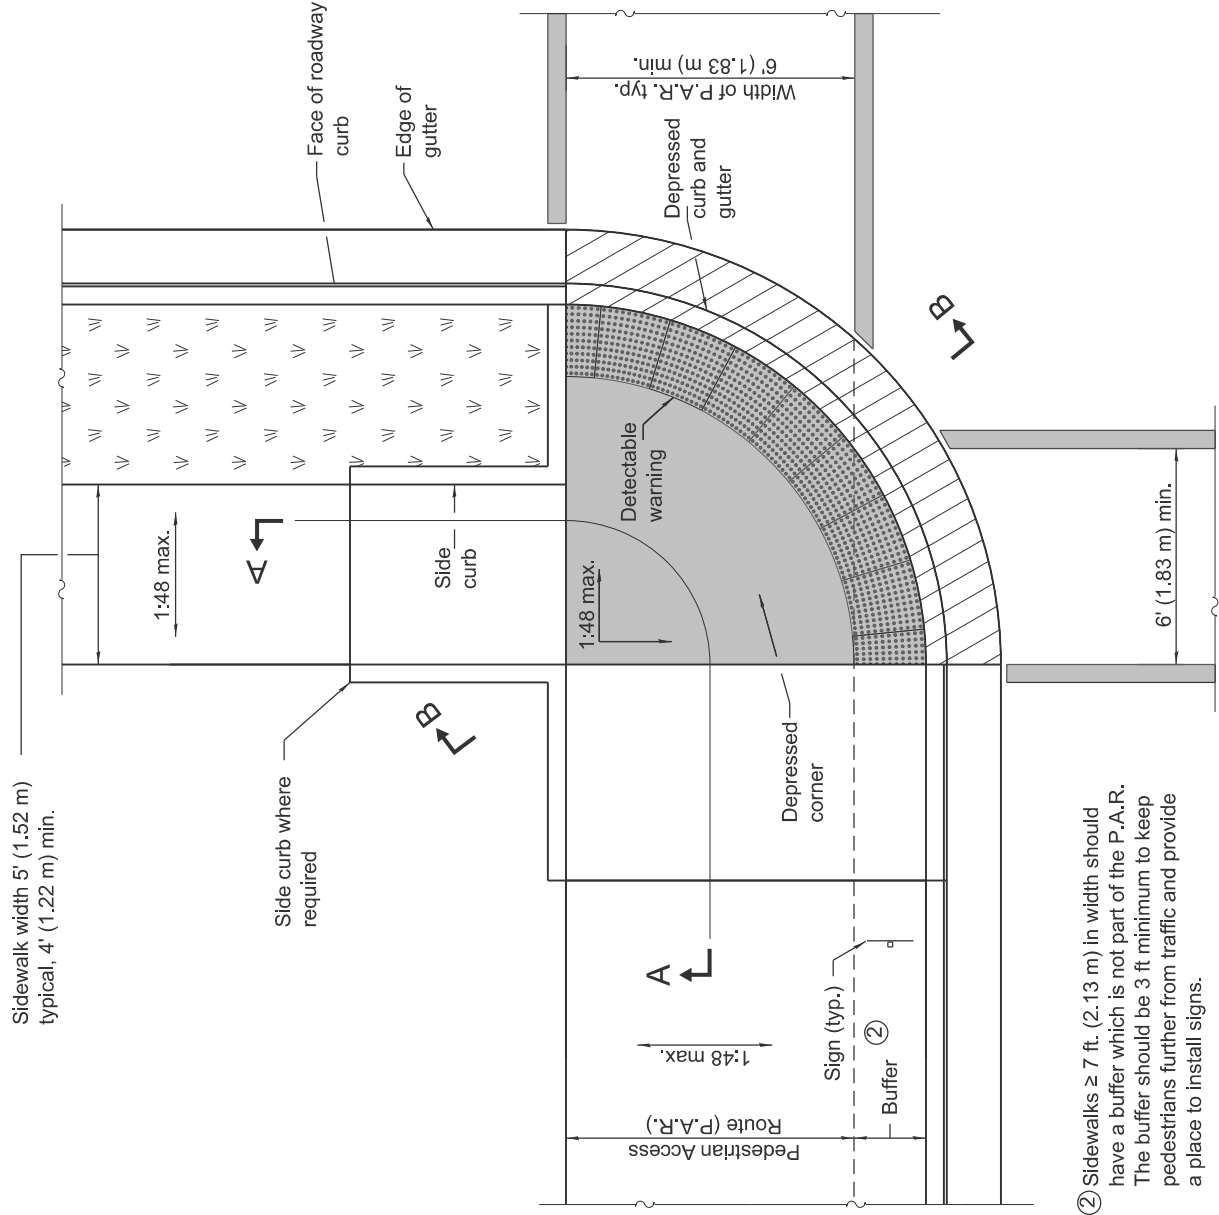 Face of roadway
curb
Edge of
gutter
Width of P.A.R. typ.
6' (1.83 m) min.
Depressed
curb and
gutter
B
Detectable
warning
1:48 max.
A
Side
curb
1:48 max.
6' (1.83 m) min.
Sidewalk width 5' (1.52 m)
typical, 4' (1.22 m) min.
Side curb where
required
B
Depressed
corner
A
1:48 max.
Sign (typ.)
2
Buffer
Pedestrian Access
Route (P.A.R.)
2 Sidewalks ≥ 7 ft. (2.13 m) in width should
have a buffer which is not part of the P.A.R.
The buffer should be 3 ft minimum to keep
pedestrians further from traffic and provide
a place to install signs.